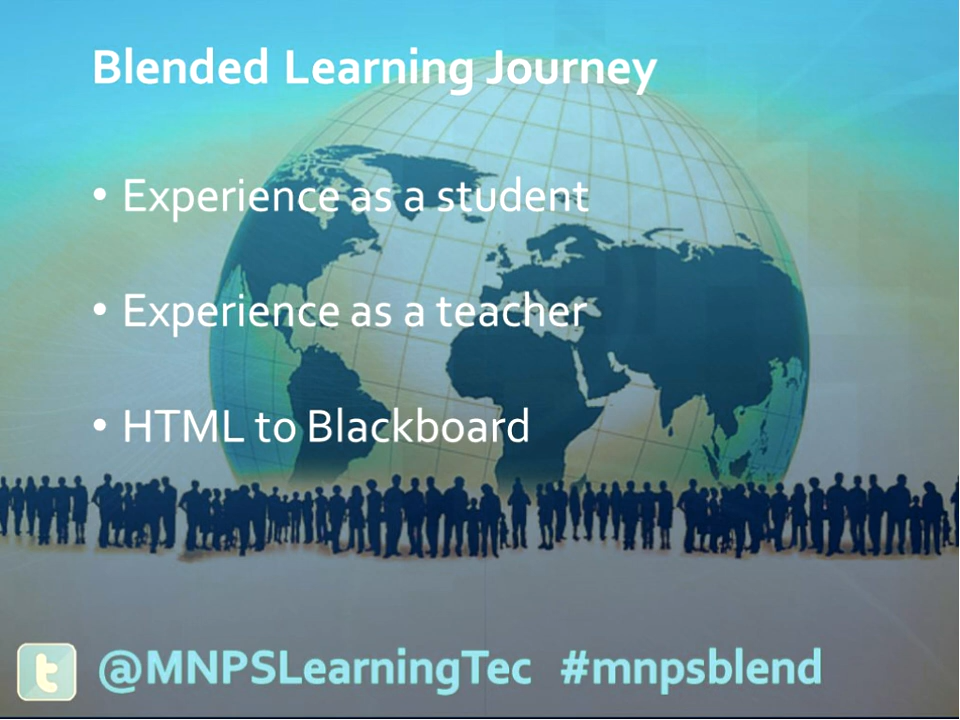 Blended Learning Journey
• Experience as a student
• Experience as a teacher
• HTML to Blackboard
@MNPSLearningTec #mnpsblend